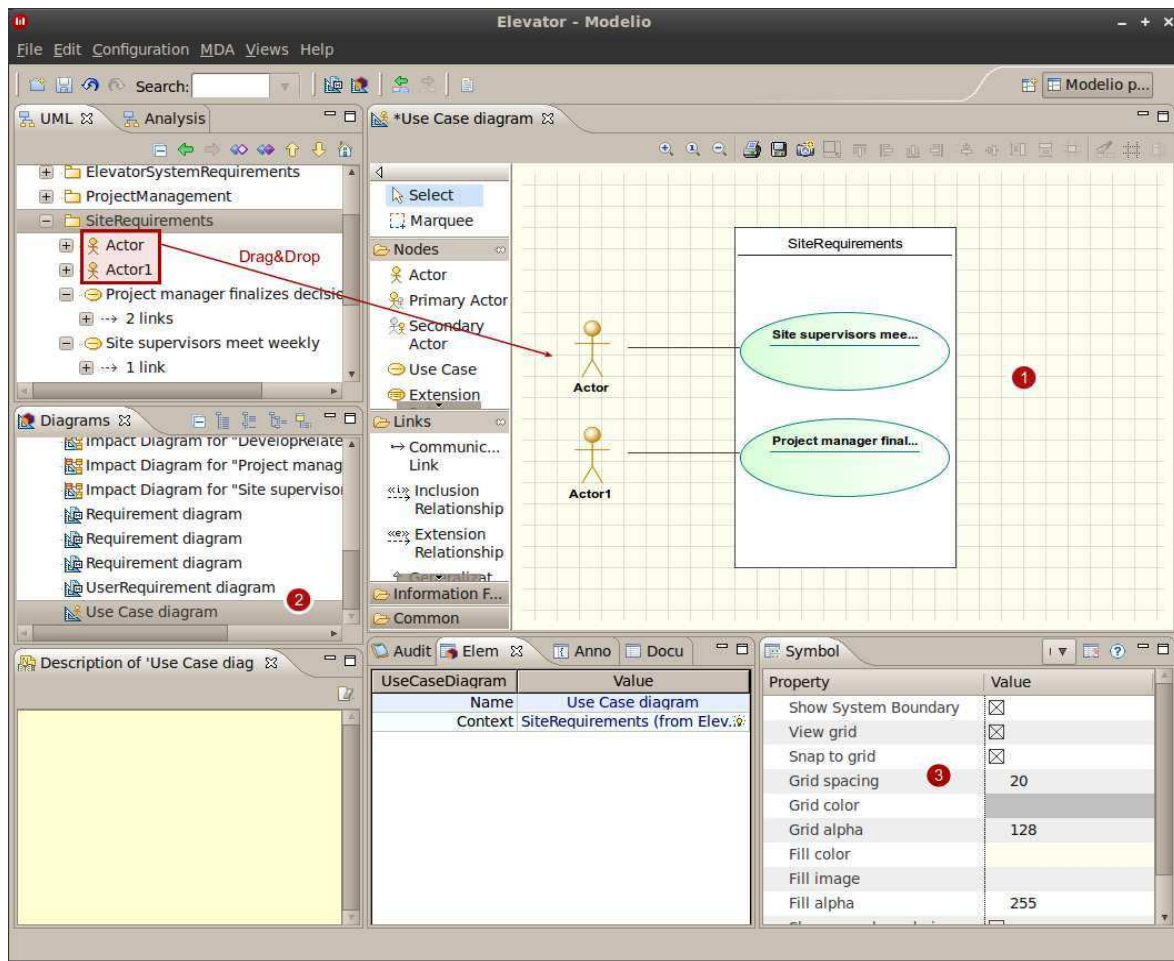 Elevator - Modelio
File Edit Configuration MDA Views Help
Search:
Modelio p...
UML
Analysis
ElevatorSystemRequirements
ProjectManagement
SiteRequirements
Actor
Actor1
Drag&Drop
Project manager finalizes decisio
2 links
Site supervisors meet weekly
1 link
Diagrams
Impact Diagram for "DevelopRelate
Impact Diagram for "Project manag
Impact Diagram for "Site superviso
Requirement diagram
Requirement diagram
Requirement diagram
UserRequirement diagram
2
Use Case diagram
Description of 'Use Case diag
*Use Case diagram
Select
Marquee
Nodes
Actor
Primary Actor
Secondary
Actor
Use Case
Extension
Links
Communic...
Link
«i»
Inclusion
Relationship
«e»
Extension
Relationship
Generalizat
Information F...
Common
SiteRequirements
Site supervisors mee...
Actor
1
Project manager final...
Actor1
Audit
Elem
Anno
Docu
UseCaseDiagram Value
Name Use Case diagram
Context SiteRequirements (from Elev..
Symbol
Property Value
Show System Boundary
View grid
Snap to grid
3
Grid spacing 20
Grid color
Grid alpha 128
Fill color
Fill image
Fill alpha 255